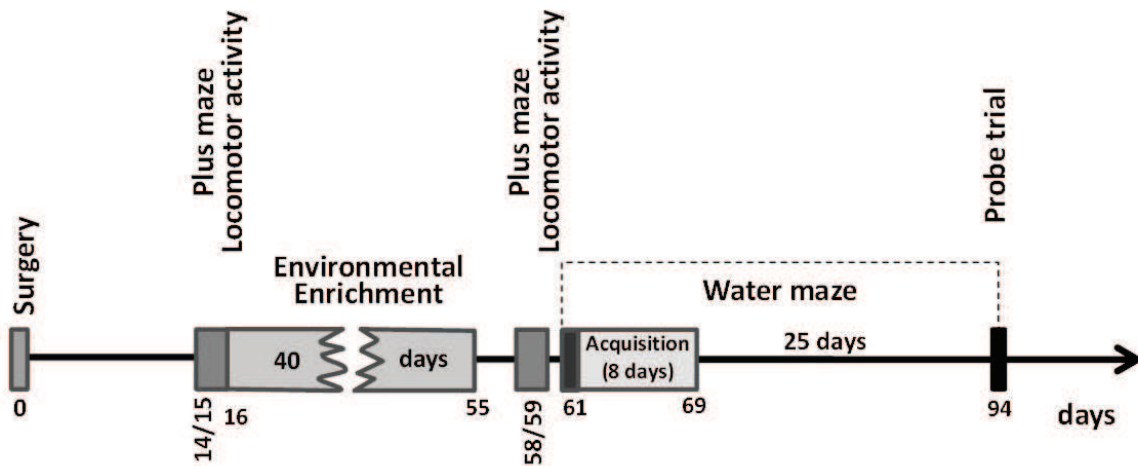 Surgery
Plus maze
Locomotor activity
Environmental
Enrichment
Plus maze
Locomotor activity
Water maze
Probe trial
40
days
Acquisition
(8 days)
25 days
0
14/15
16
55
58/59
61
69
94
days